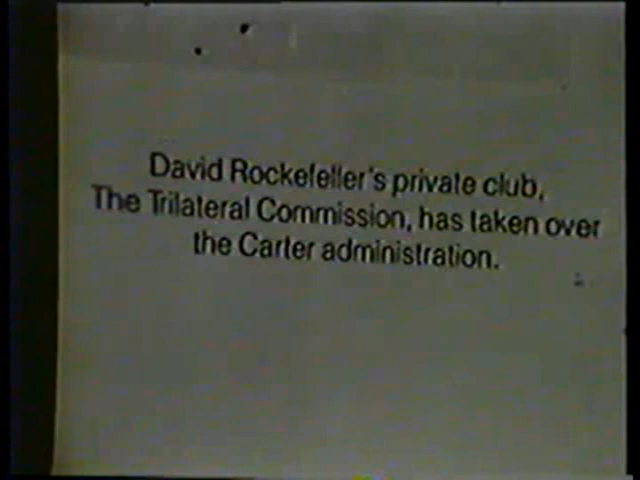 David Rockefeller's private club,
The Trilateral Commission, has taken over
the Carter administration.